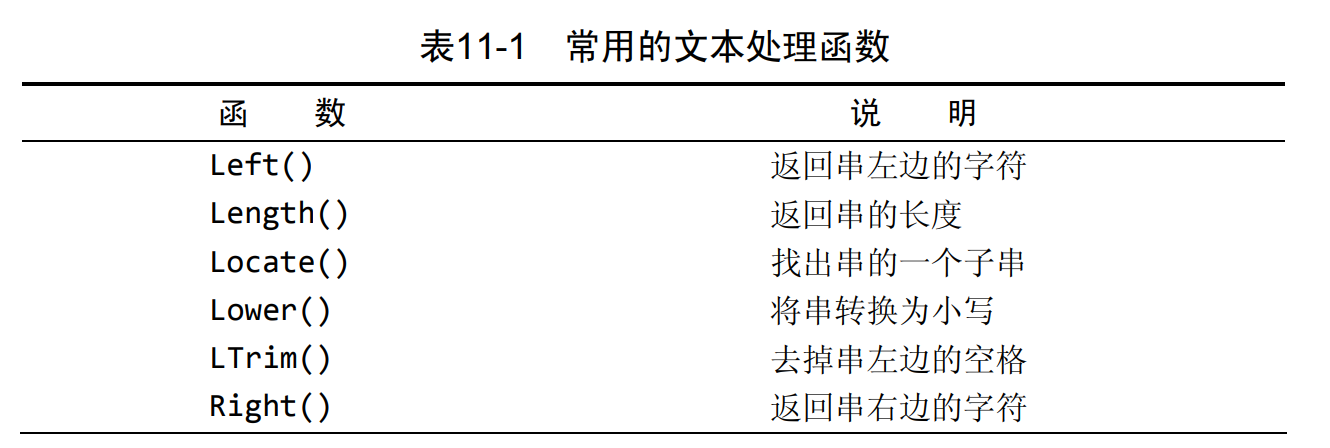 表11-1 常用的文本处理函数
函 数 说 明
Left() 返回串左边的字符
Length() 返回串的长度
Locate() 找出串的一个子串
Lower() 将串转换为小写
LTrim() 去掉串左边的空格
Right() 返回串右边的字符